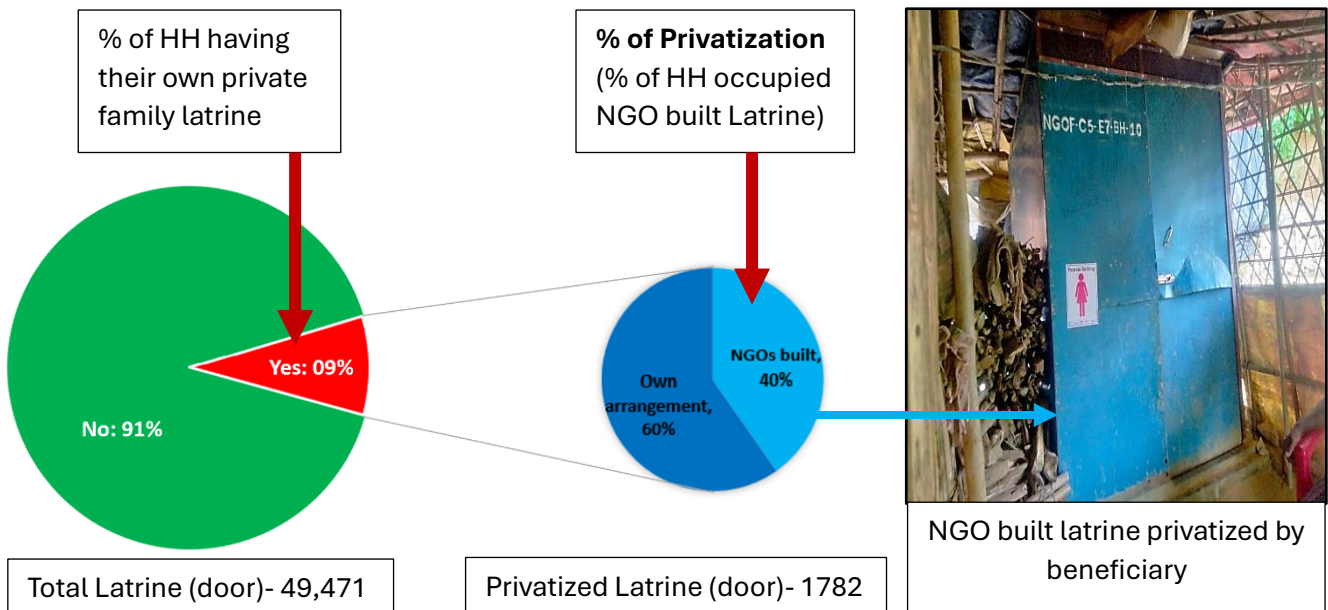 % of HH having
their own private
family latrine
% of Privatization
(% of HH occupied
NGO built Latrine)
Yes: 09%
No: 91%
NGOs built,
40%
Own
arrangement,
60%
NGOF-C5-E7-BH-10
Female Bathing
Total Latrine (door)- 49,471
Privatized Latrine (door)- 1782
NGO built latrine privatized by
beneficiary